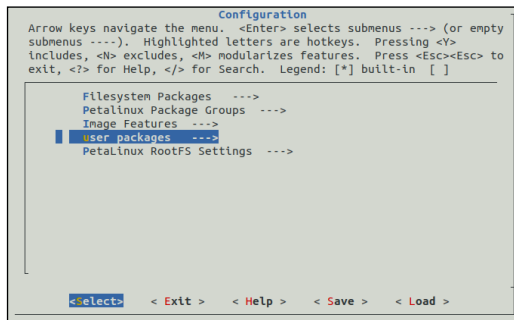 Configuration
Arrow keys navigate the menu.  <Enter> selects submenus ---> (or empty
submenus ----).  Highlighted letters are hotkeys.  Pressing <Y>
includes, <N> excludes, <M> modularizes features.  Press <Esc><Esc> to
exit, <?> for Help, </> for Search.  Legend: [*] built-in  [ ]
Filesystem Packages  --->
Petalinux Package Groups  --->
Image Features  --->
user packages  --->
PetaLinux RootFS Settings  --->
<Select>    < Exit >    < Help >    < Save >    < Load >